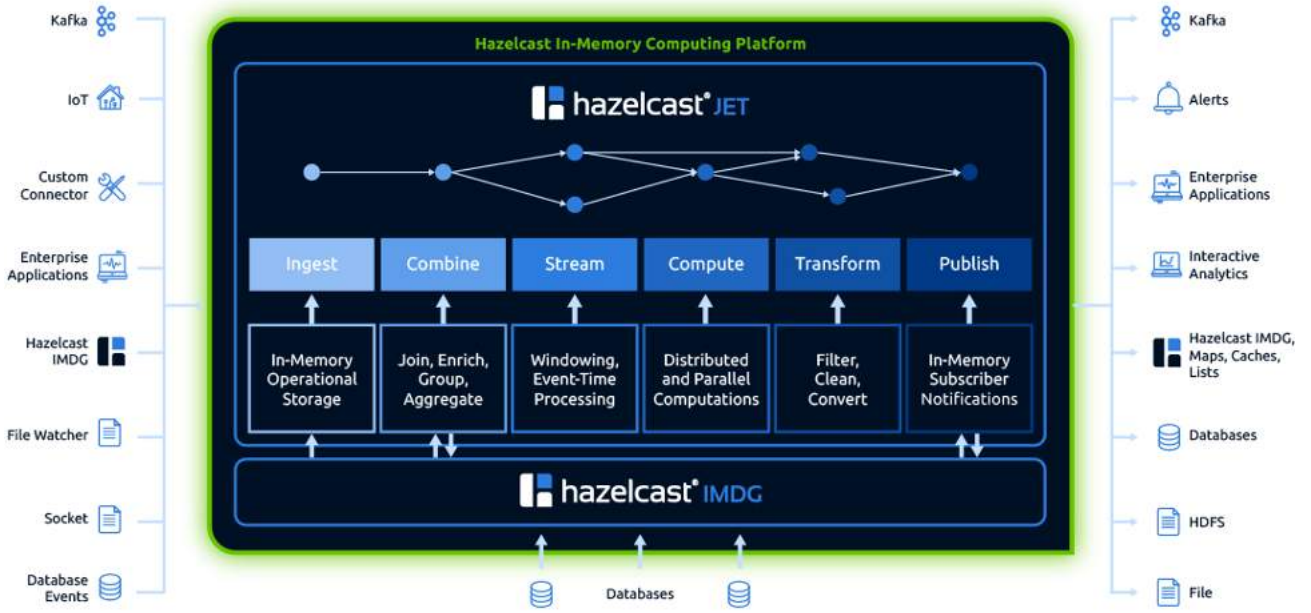 Kafka
IoT
Custom
Connector
Enterprise
Applications
Hazelcast
IMDG
File Watcher
Socket
Database
Events
Hazelcast In-Memory Computing Platform
hazelcast® JET
Ingest
Combine
Stream
Compute
Transform
Publish
In-Memory
Operational
Storage
Join, Enrich,
Group,
Aggregate
Windowing,
Event-Time
Processing
Distributed
and Parallel
Computations
Filter,
Clean,
Convert
In-Memory
Subscriber
Notifications
hazelcast® IMDG
Databases
Kafka
Alerts
Enterprise
Applications
Interactive
Analytics
Hazelcast IMDG,
Maps, Caches,
Lists
Databases
HDFS
File